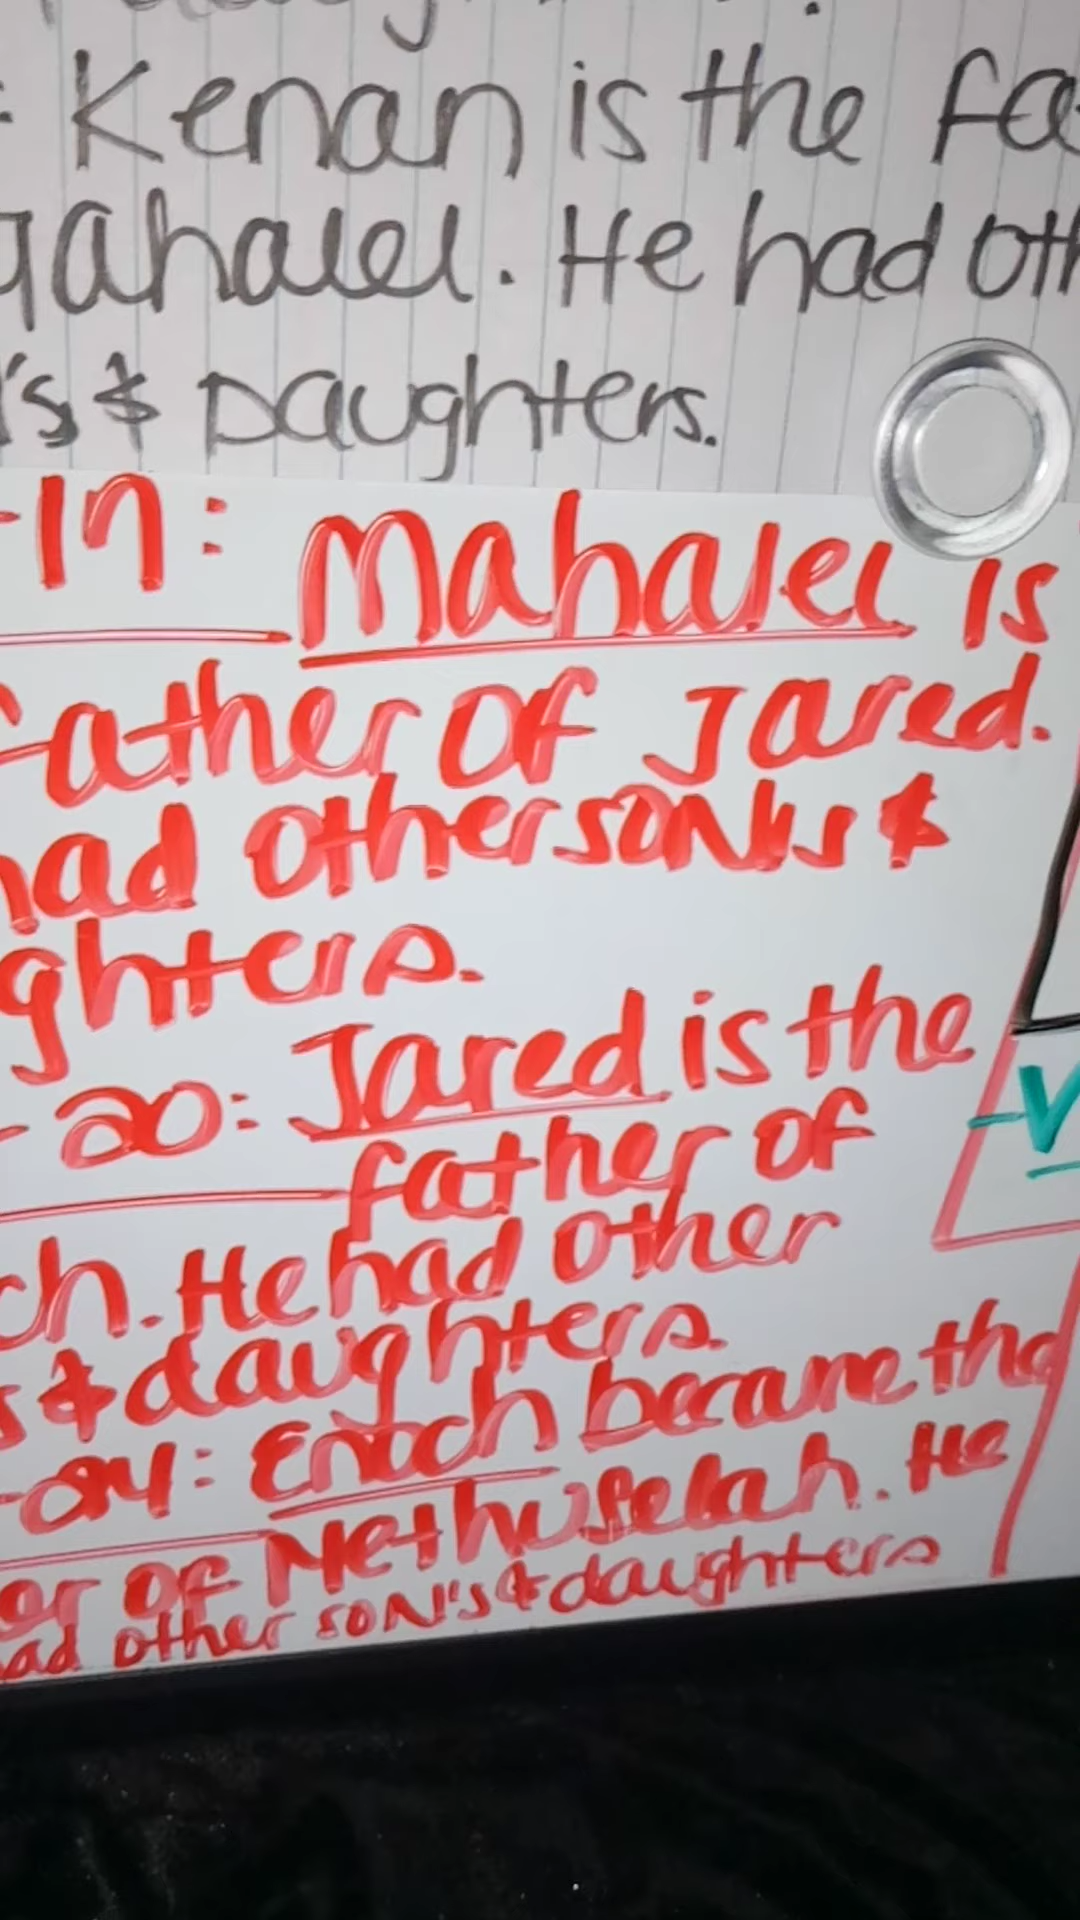 : Kenan is the Fa
ahalel. He had oth
's & Daughters.
-17: Mahalel is
Father of Jared.
had other sons &
ghters.
- 20: Jared is the
father of
ch. He had other
s & daughters.
-24: Enoch became the
er of Methuselah. He
ad other son's & daughters
-V